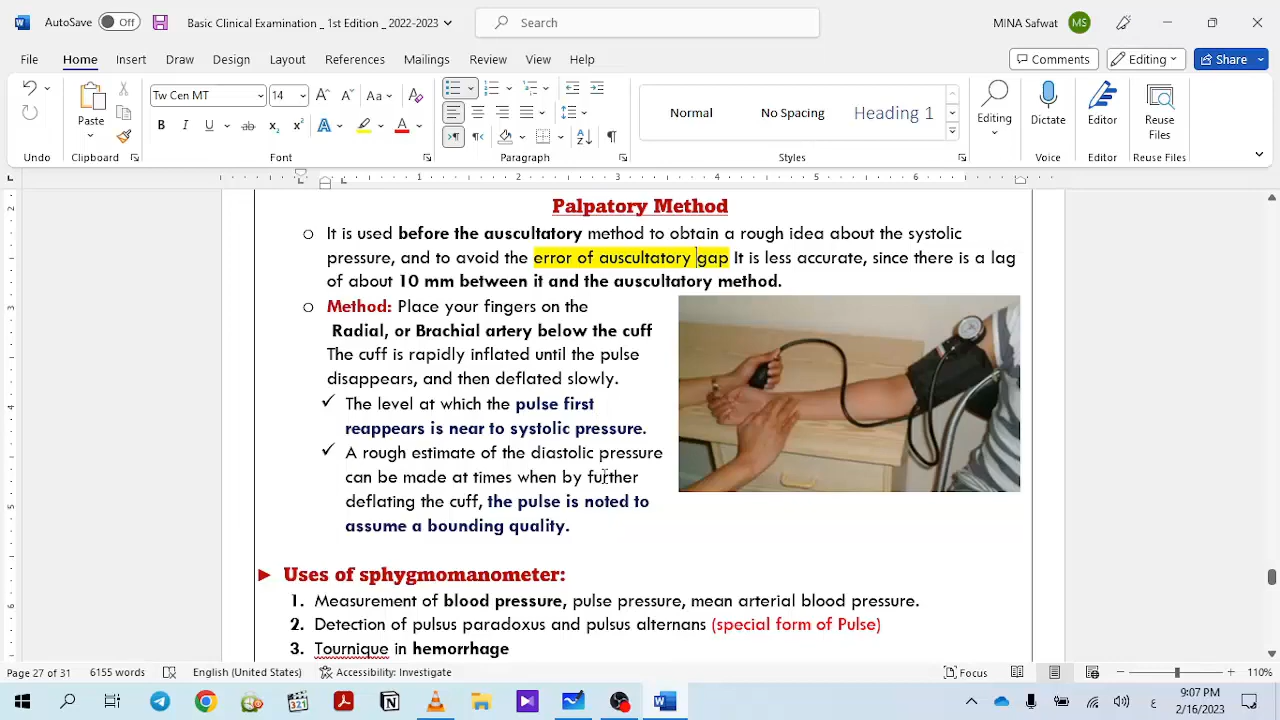 AutoSave Off Basic Clinical Examination _ 1st Edition _ 2022-2023 Search MINA Safwat MS
File Home Insert Draw Design Layout References Mailings Review View Help Comments Editing Share
Tw Cen MT 14 Aa
Paste Normal No Spacing Heading 1 Editing Dictate Editor Reuse Files
Undo Clipboard Font Paragraph Styles Voice Editor Reuse Files
1 2 3 4 5 6
Palpatory Method
o It is used before the auscultatory method to obtain a rough idea about the systolic
pressure, and to avoid the error of auscultatory gap It is less accurate, since there is a lag
of about 10 mm between it and the auscultatory method.
o Method: Place your fingers on the
Radial, or Brachial artery below the cuff
The cuff is rapidly inflated until the pulse
disappears, and then deflated slowly.
✓ The level at which the pulse first
reappears is near to systolic pressure.
✓ A rough estimate of the diastolic pressure
can be made at times when by further
deflating the cuff, the pulse is noted to
assume a bounding quality.
► Uses of sphygmomanometer:
1. Measurement of blood pressure, pulse pressure, mean arterial blood pressure.
2. Detection of pulsus paradoxus and pulsus alternans (special form of Pulse)
3. Tournique in hemorrhage
Page 27 of 31 6155 words English (United States) Accessibility: Investigate Focus 110%
9:07 PM
2/16/2023